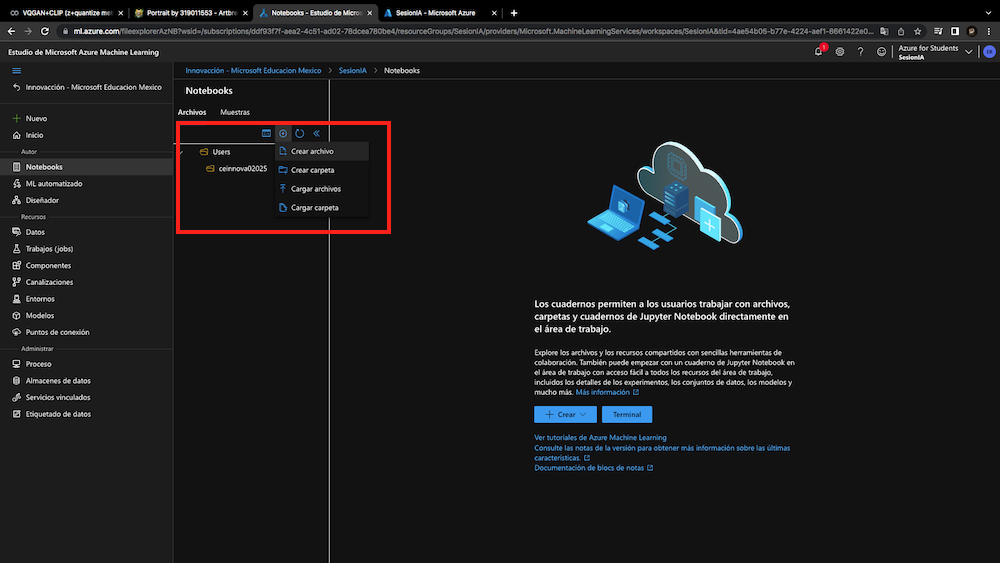 VQGAN+CLIP (z+quantize me
Portrait by 319011553 - Artbre
Notebooks - Estudio de Micros
SesionIA - Microsoft Azure
ml.azure.com/fileexplorerAzNB?wsid=/subscriptions/ddf93f7f-aea2-4c51-ad02-78dcea780be4/resourceGroups/SesionIA/providers/Microsoft.MachineLearningServices/workspaces/SesionIA&tid=4ae54b05-b77e-4224-aef1-8661422e0...
Estudio de Microsoft Azure Machine Learning
1
Azure for Students
SesionIA
Innovacción - Microsoft Educacion Mexico
SesionIA
Notebooks
Innovacción - Microsoft Educacion Mexico
Nuevo
Inicio
Autor
Notebooks
ML automatizado
Diseñador
Recursos
Datos
Trabajos (jobs)
Componentes
Canalizaciones
Entornos
Modelos
Puntos de conexión
Administrar
Proceso
Almacenes de datos
Servicios vinculados
Etiquetado de datos
Notebooks
Archivos
Muestras
Users
ceinnova02025
Crear archivo
Crear carpeta
Cargar archivos
Cargar carpeta
Los cuadernos permiten a los usuarios trabajar con archivos,
carpetas y cuadernos de Jupyter Notebook directamente en
el área de trabajo.
Explore los archivos y los recursos compartidos con sencillas herramientas de
colaboración. También puede empezar con un cuaderno de Jupyter Notebook en
el área de trabajo con acceso fácil a todos los recursos del área de trabajo,
incluidos los detalles de los experimentos, los conjuntos de datos, los modelos y
mucho más. Más información
Crear
Terminal
Ver tutoriales de Azure Machine Learning
Consulte las notas de la versión para obtener más información sobre las últimas
características.
Documentación de blocs de notas